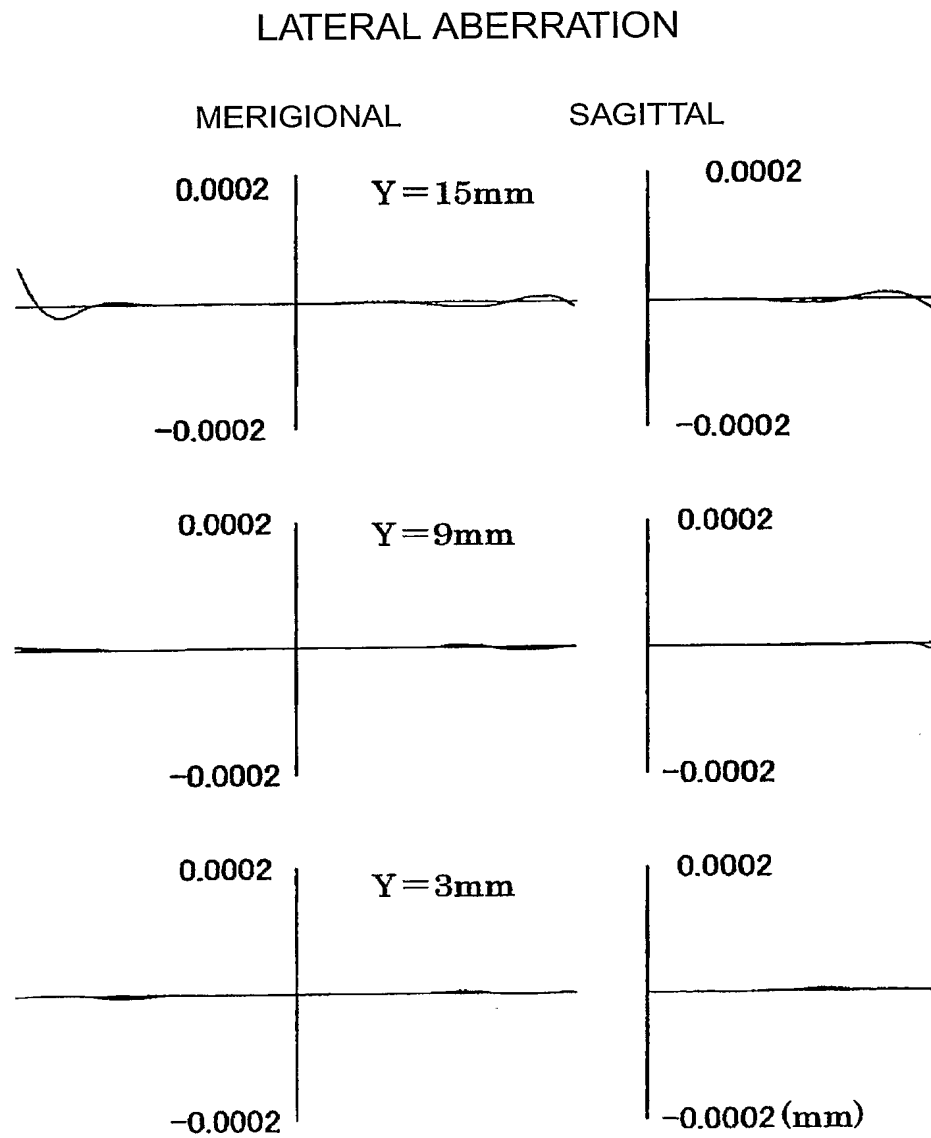 LATERAL ABERRATION
MERIGIONAL SAGITTAL
0.0002 Y=15mm 0.0002
-0.0002 -0.0002
0.0002 Y=9mm 0.0002
-0.0002 -0.0002
0.0002 Y=3mm 0.0002
-0.0002 -0.0002 (mm)